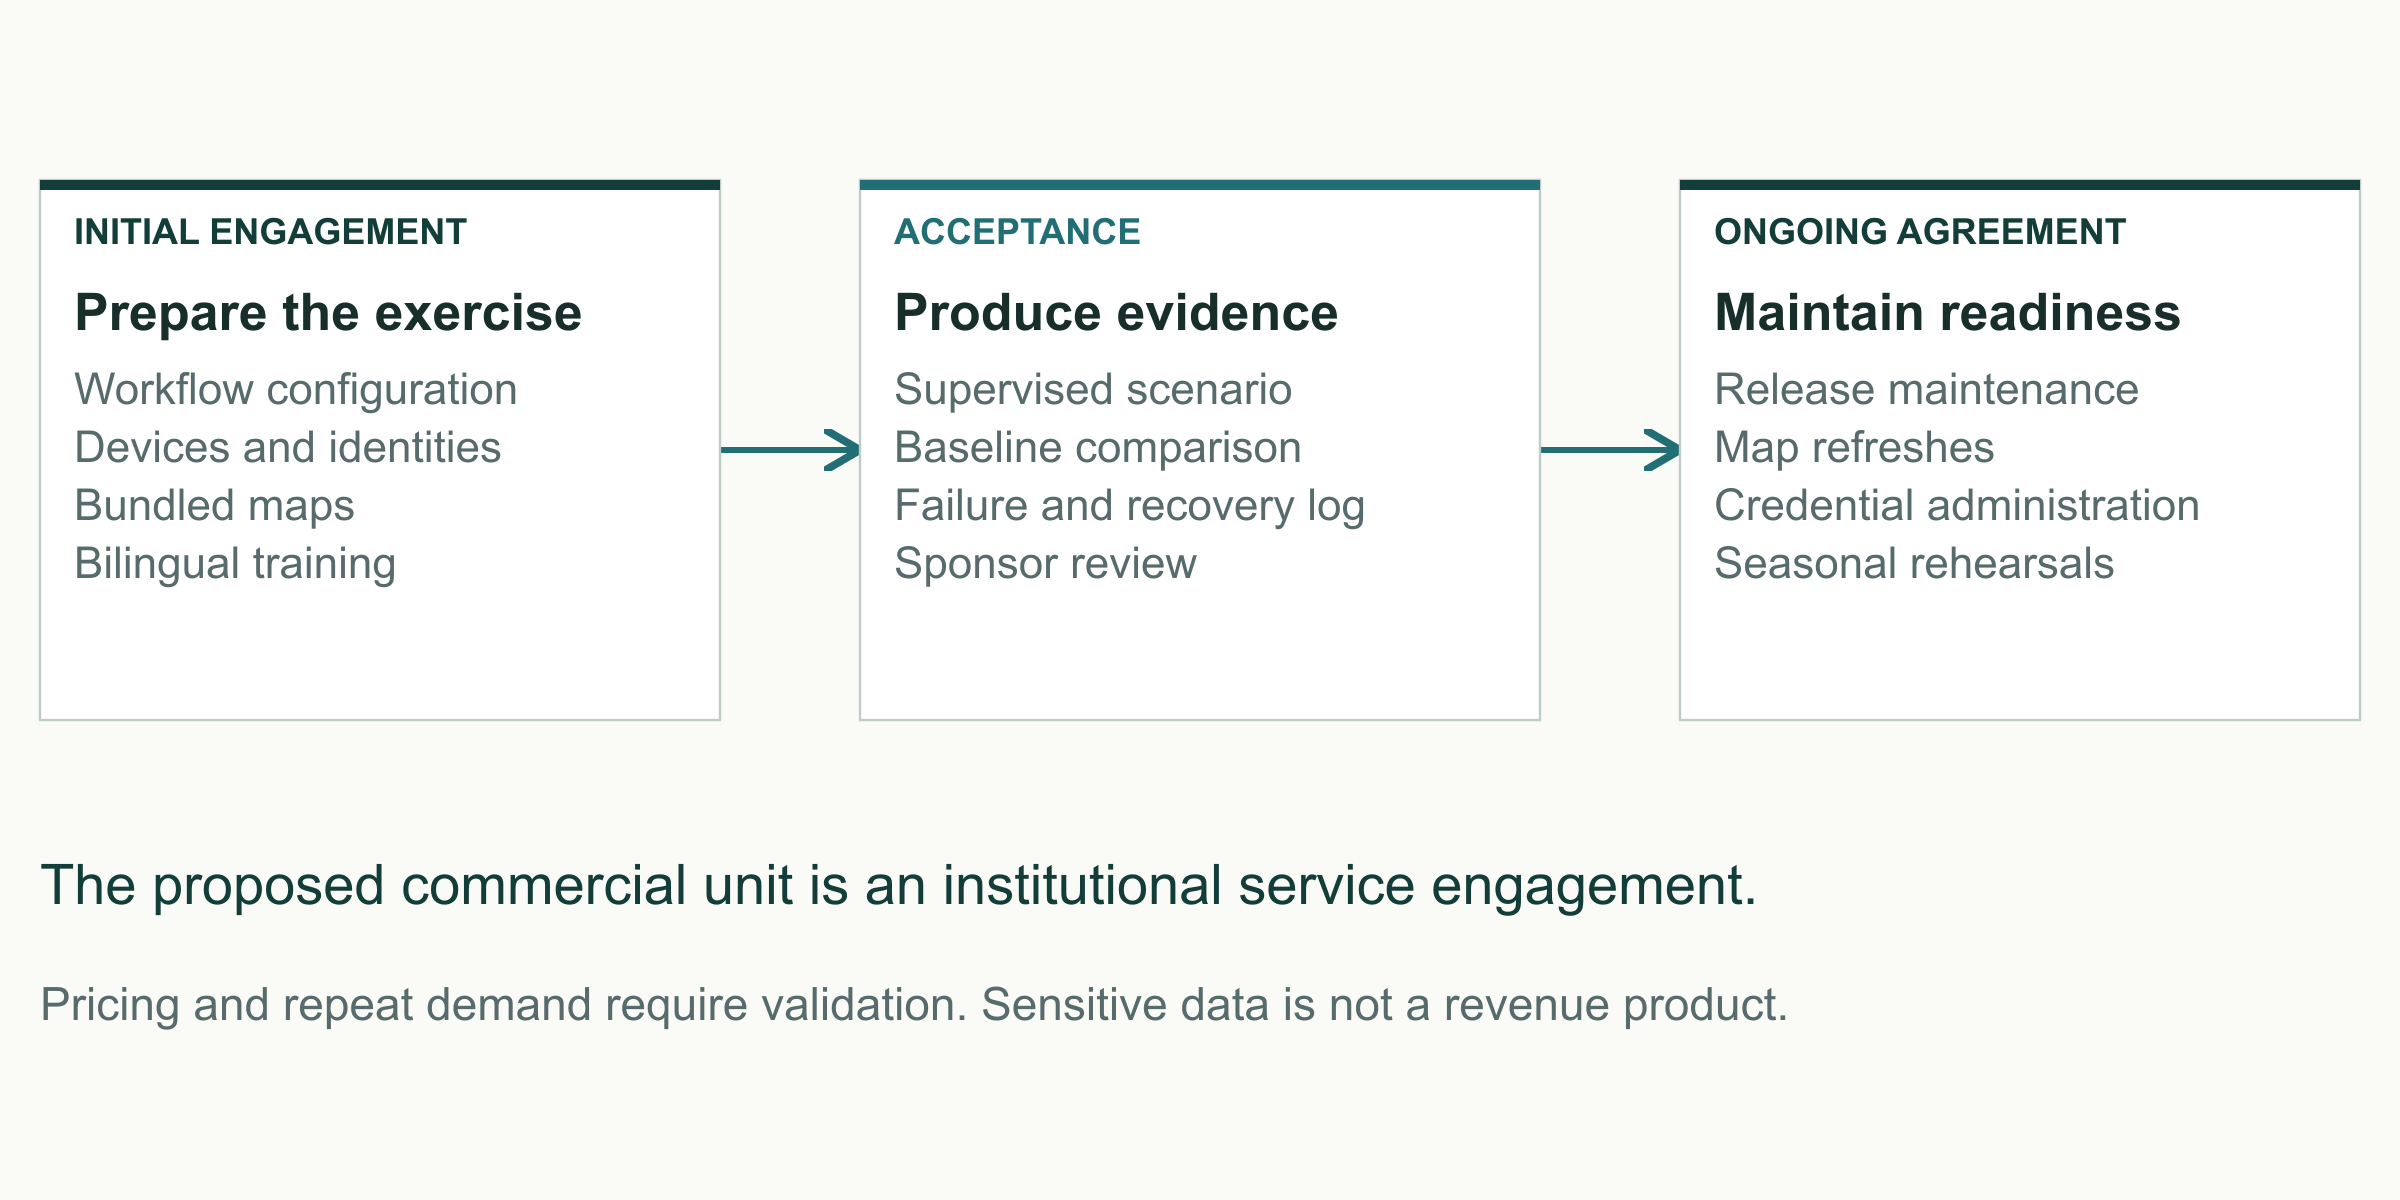 INITIAL ENGAGEMENT
Prepare the exercise
Workflow configuration
Devices and identities
Bundled maps
Bilingual training
ACCEPTANCE
Produce evidence
Supervised scenario
Baseline comparison
Failure and recovery log
Sponsor review
ONGOING AGREEMENT
Maintain readiness
Release maintenance
Map refreshes
Credential administration
Seasonal rehearsals
The proposed commercial unit is an institutional service engagement.
Pricing and repeat demand require validation. Sensitive data is not a revenue product.